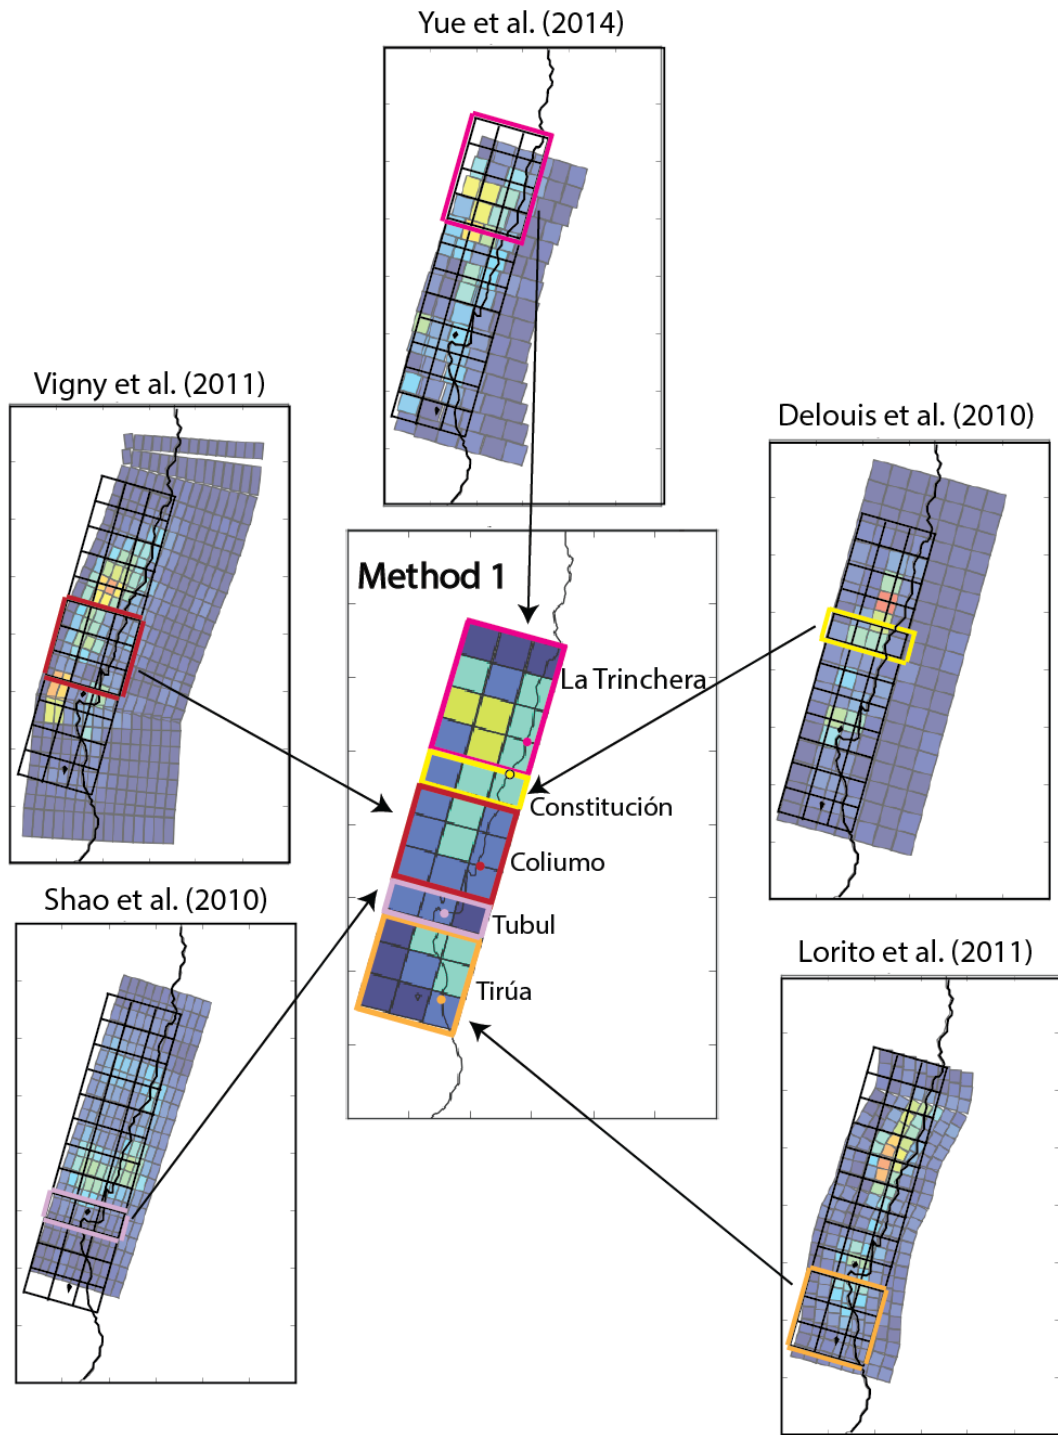 Yue et al. (2014)
Vigny et al. (2011)
Delouis et al. (2010)
Method 1
La Trinchera
Constitución
Coliumo
Tubul
Tirúa
Shao et al. (2010)
Lorito et al. (2011)